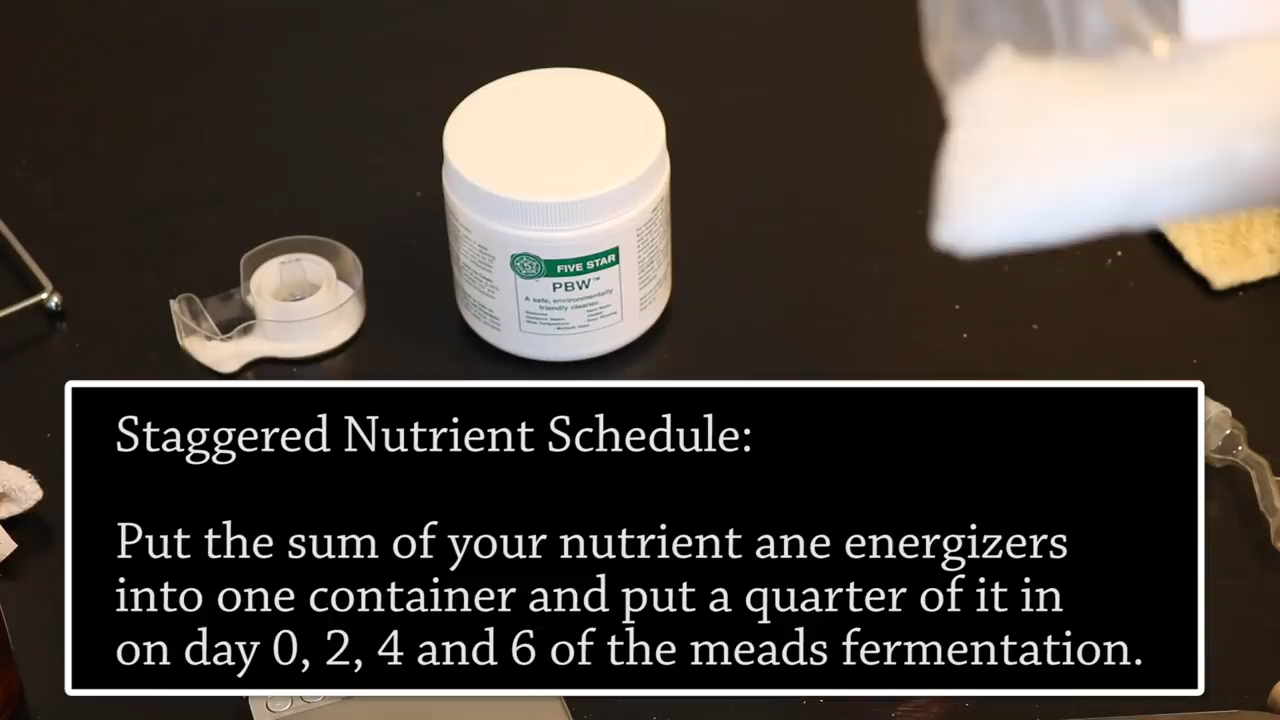 FIVE STAR
PBW™
A safe, environmentally
friendly cleaner.
Staggered Nutrient Schedule:
Put the sum of your nutrient ane energizers
into one container and put a quarter of it in
on day 0, 2, 4 and 6 of the meads fermentation.